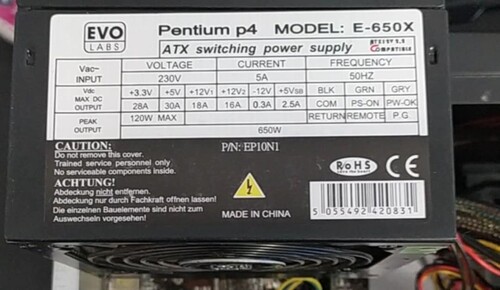 EVO LABS
Pentium p4 MODEL: E-650X
ATX switching power supply
VOLTAGE CURRENT FREQUENCY
Vac~ INPUT 230V 5A 50HZ
Vdc MAX DC OUTPUT
+3.3V +5V +12V1 +12V2 -12V +5VSB BLK GRN GRY
28A 30A 18A 16A 0.3A 2.5A COM PS-ON PW-OK
PEAK OUTPUT
120W MAX RETURN REMOTE P.G
650W
CAUTION:
Do not remove this cover.
Trained service personnel only
No serviceable components inside.
P/N: EP10N1
ACHTUNG!
Abdeckung nicht entfernen.
Abdeckung nur durch Fachkraft öffnen lassen!
Die einzelnen Bauelemente sind nicht zum
Auswechseln vorgesehen!
MADE IN CHINA
RoHS
CE
5 055492 420831